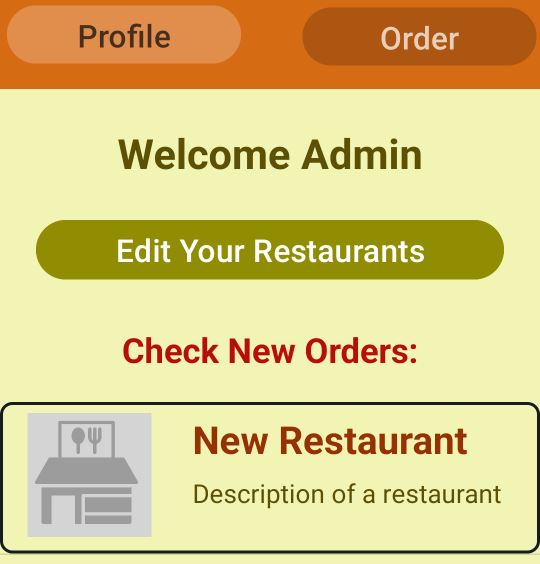 Profile
Order
Welcome Admin
Edit Your Restaurants
Check New Orders:
New Restaurant
Description of a restaurant